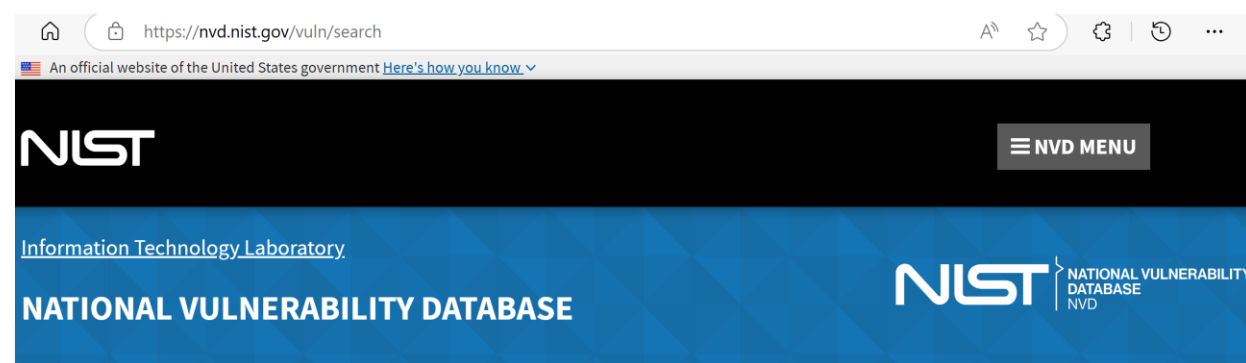 https://nvd.nist.gov/vuln/search
An official website of the United States government Here's how you know
NIST
NVD MENU
Information Technology Laboratory
NATIONAL VULNERABILITY DATABASE
NIST
NATIONAL VULNERABILITY
DATABASE
NVD